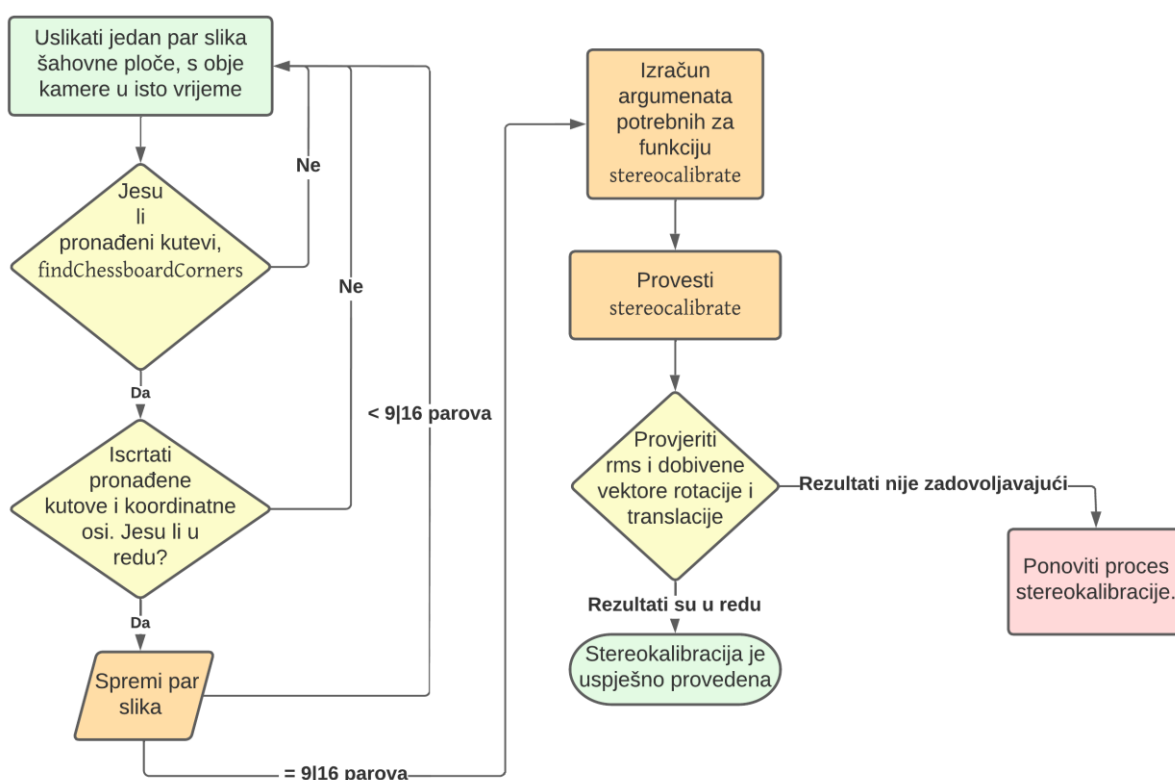 Uslikati jedan par slika
šahovne ploče, s obje
kamere u isto vrijeme
Ne
Jesu
li
pronađeni kutevi,
findChessboardCorners
Ne
Da
< 9|16 parova
Iscrtati
pronađene
kutove i koordinatne
osi. Jesu li u
redu?
Da
Spremi par
slika
= 9|16 parova
Izračun
argumenata
potrebnih za
funkciju
stereocalibrate
Provesti
stereocalibrate
Provjeriti
rms i dobivene
vektore rotacije i
translacije
Rezultati nije zadovoljavajući
Ponoviti proces
stereokalibracije.
Rezultati su u redu
Stereokalibracija je
uspješno provedena